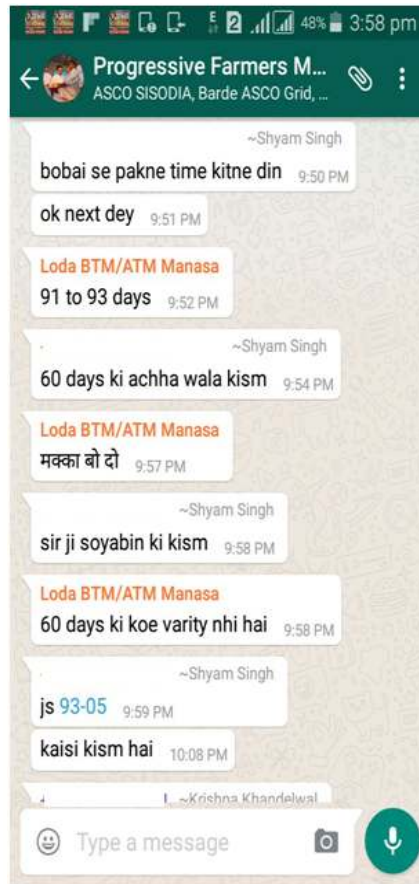 48% 3:58 pm
Progressive Farmers M...
ASCO SISODIA, Barde ASCO Grid, ...
~Shyam Singh
bobai se pakne time kitne din 9:50 PM
ok next dey 9:51 PM
Loda BTM/ATM Manasa
91 to 93 days 9:52 PM
~Shyam Singh
60 days ki achha wala kism 9:54 PM
Loda BTM/ATM Manasa
मक्का बो दो 9:57 PM
~Shyam Singh
sir ji soyabin ki kism 9:58 PM
Loda BTM/ATM Manasa
60 days ki koe varity nhi hai 9:58 PM
~Shyam Singh
js 93-05 9:59 PM
kaisi kism hai 10:08 PM
~Krishna Khandelwal
Type a message